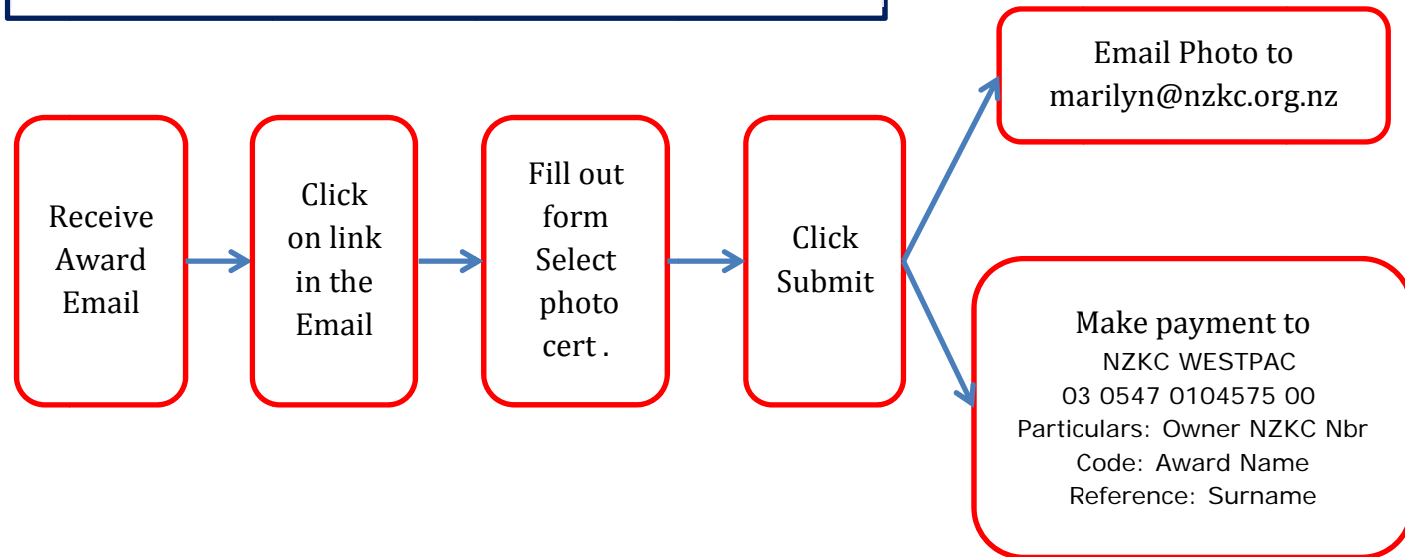 Receive
Award
Email
Click
on link
in the
Email
Fill out
form
Select
photo
cert .
Click
Submit
Email Photo to
marilyn@nzkc.org.nz
Make payment to
NZKC WESTPAC
03 0547 0104575 00
Particulars: Owner NZKC Nbr
Code: Award Name
Reference: Surname